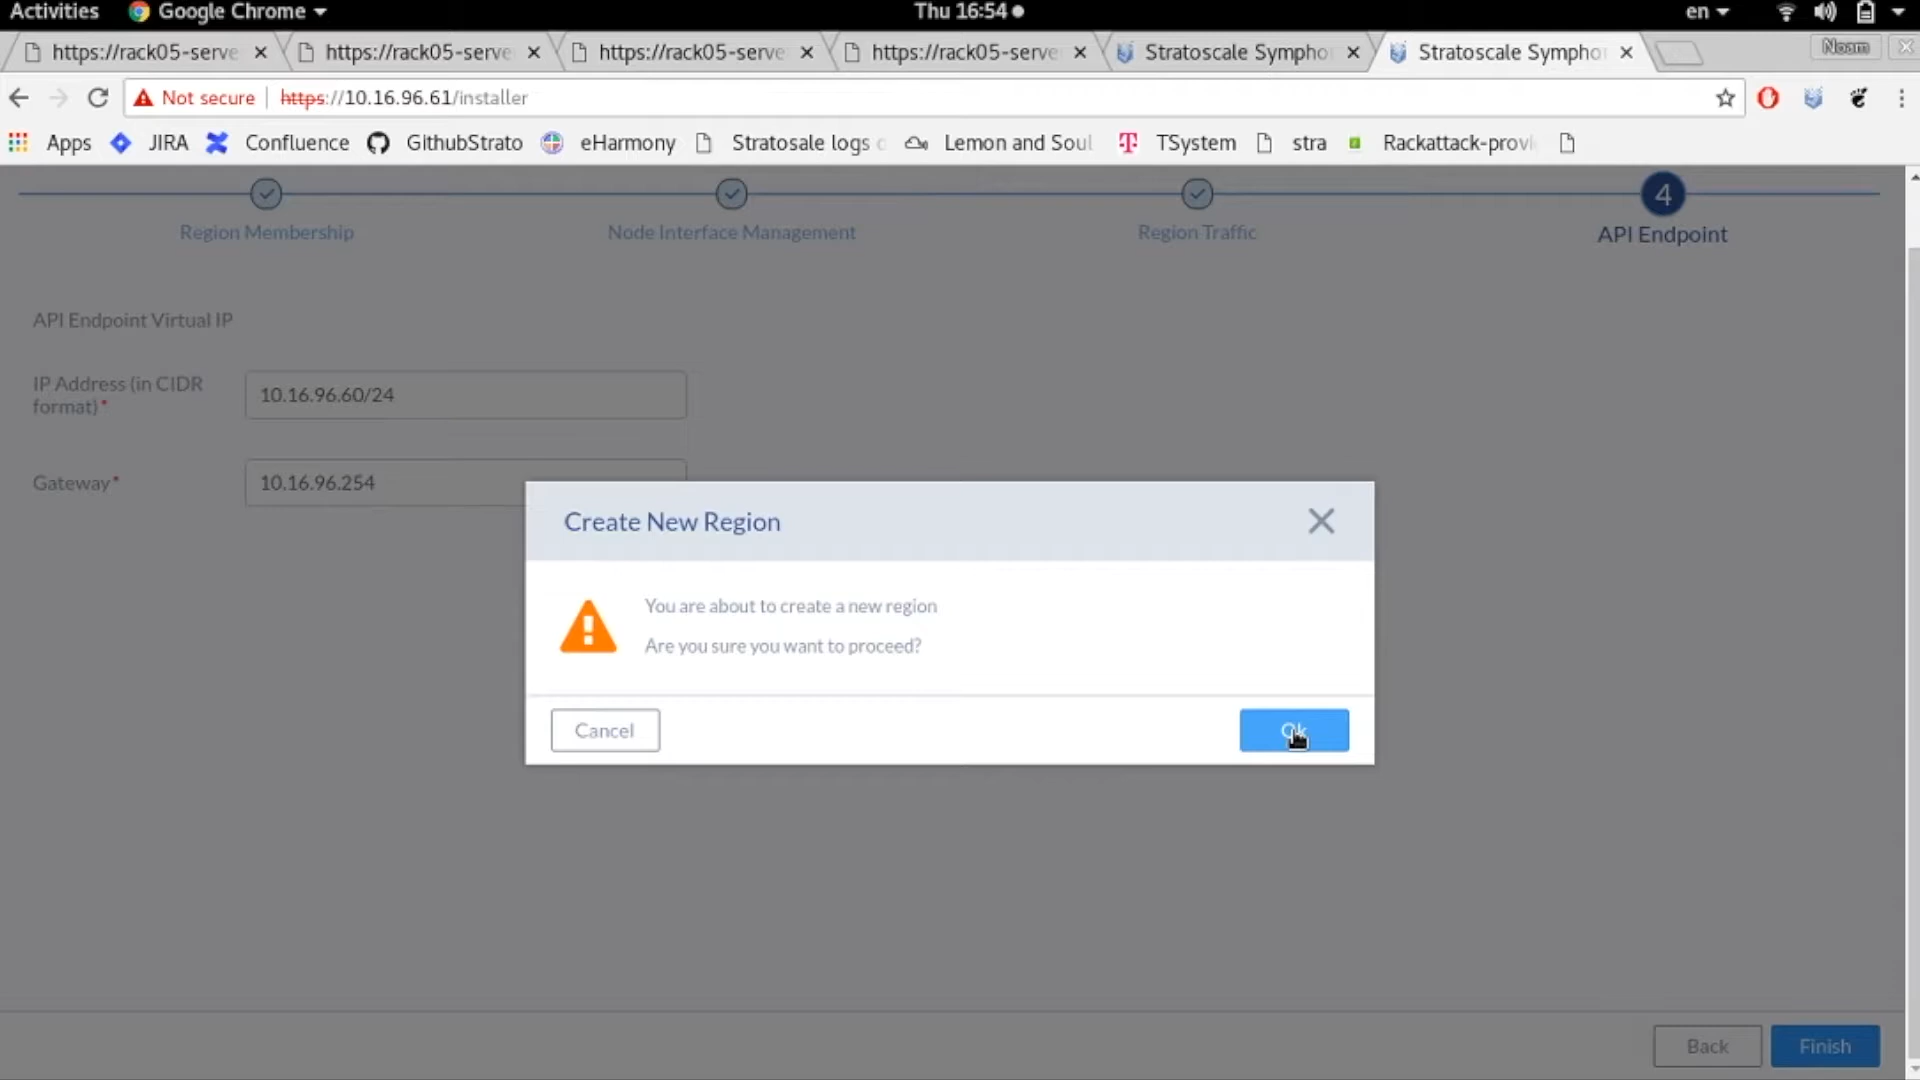 Activities Google Chrome Thu 16:54 en
https://rack05-serve https://rack05-serve https://rack05-serve https://rack05-serve Stratoscale Sympho Stratoscale Sympho Noam
Not secure https://10.16.96.61/installer
Apps JIRA Confluence GithubStrato eHarmony Stratosale logs Lemon and Soul TSystem stra Rackattack-provi
4
Region Membership Node Interface Management Region Traffic API Endpoint
API Endpoint Virtual IP
IP Address (in CIDR
format)* 10.16.96.60/24
Gateway* 10.16.96.254
Create New Region
You are about to create a new region
Are you sure you want to proceed?
Cancel Ok
Back Finish